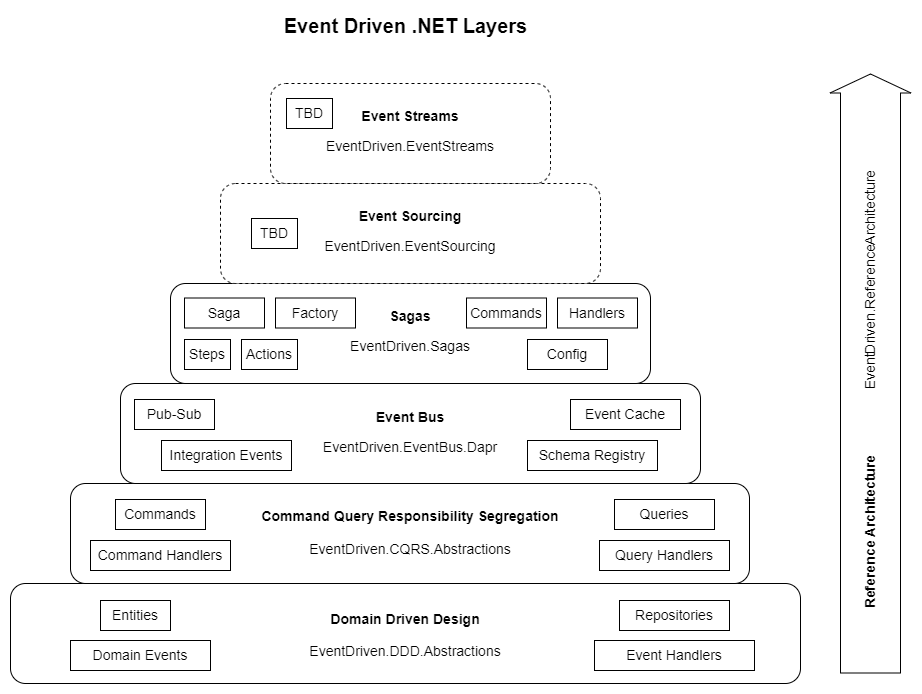 Event Driven .NET Layers
TBD
Event Streams
EventDriven.EventStreams
Event Sourcing
TBD
EventDriven.EventSourcing
Saga
Factory
Sagas
Commands
Handlers
EventDriven.Sagas
Steps
Actions
Config
Pub-Sub
Event Bus
Event Cache
EventDriven.EventBus.Dapr
Integration Events
Schema Registry
Commands
Command Query Responsibility Segregation
Queries
EventDriven.CQRS.Abstractions
Command Handlers
Query Handlers
Entities
Domain Driven Design
Repositories
EventDriven.DDD.Abstractions
Domain Events
Event Handlers
EventDriven.ReferenceArchitecture
Reference Architecture